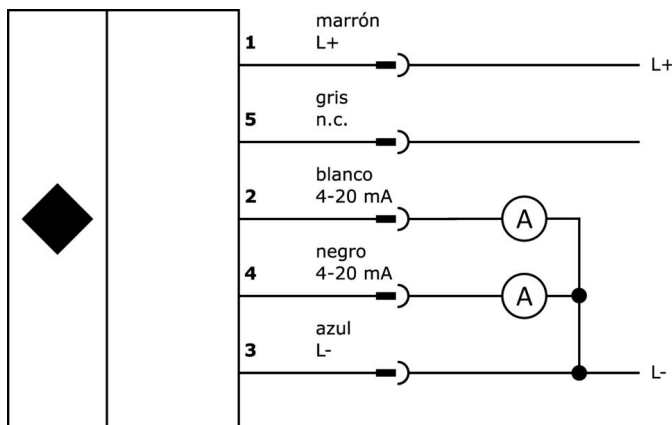 marrón
1 L+
L+
gris
5 n.c.
blanco
2 4-20 mA
A
negro
4 4-20 mA
A
azul
3 L-
L-